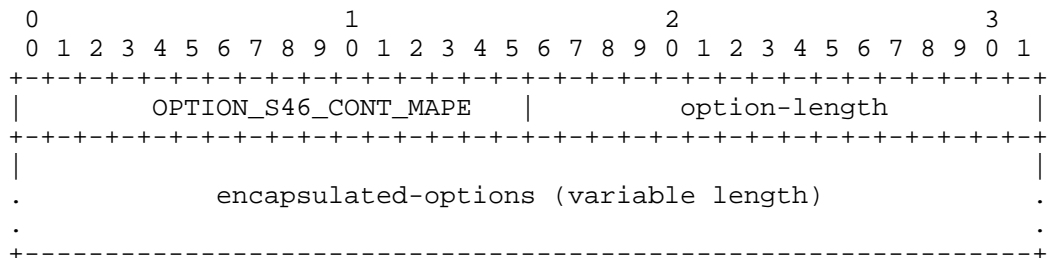 0                   1                   2                   3
 0 1 2 3 4 5 6 7 8 9 0 1 2 3 4 5 6 7 8 9 0 1 2 3 4 5 6 7 8 9 0 1
+-+-+-+-+-+-+-+-+-+-+-+-+-+-+-+-+-+-+-+-+-+-+-+-+-+-+-+-+-+-+-+-+
|        OPTION_S46_CONT_MAPE   |         option-length         |
+-+-+-+-+-+-+-+-+-+-+-+-+-+-+-+-+-+-+-+-+-+-+-+-+-+-+-+-+-+-+-+-+
|                                                               |
.            encapsulated-options (variable length)             .
.                                                               .
+---------------------------------------------------------------+